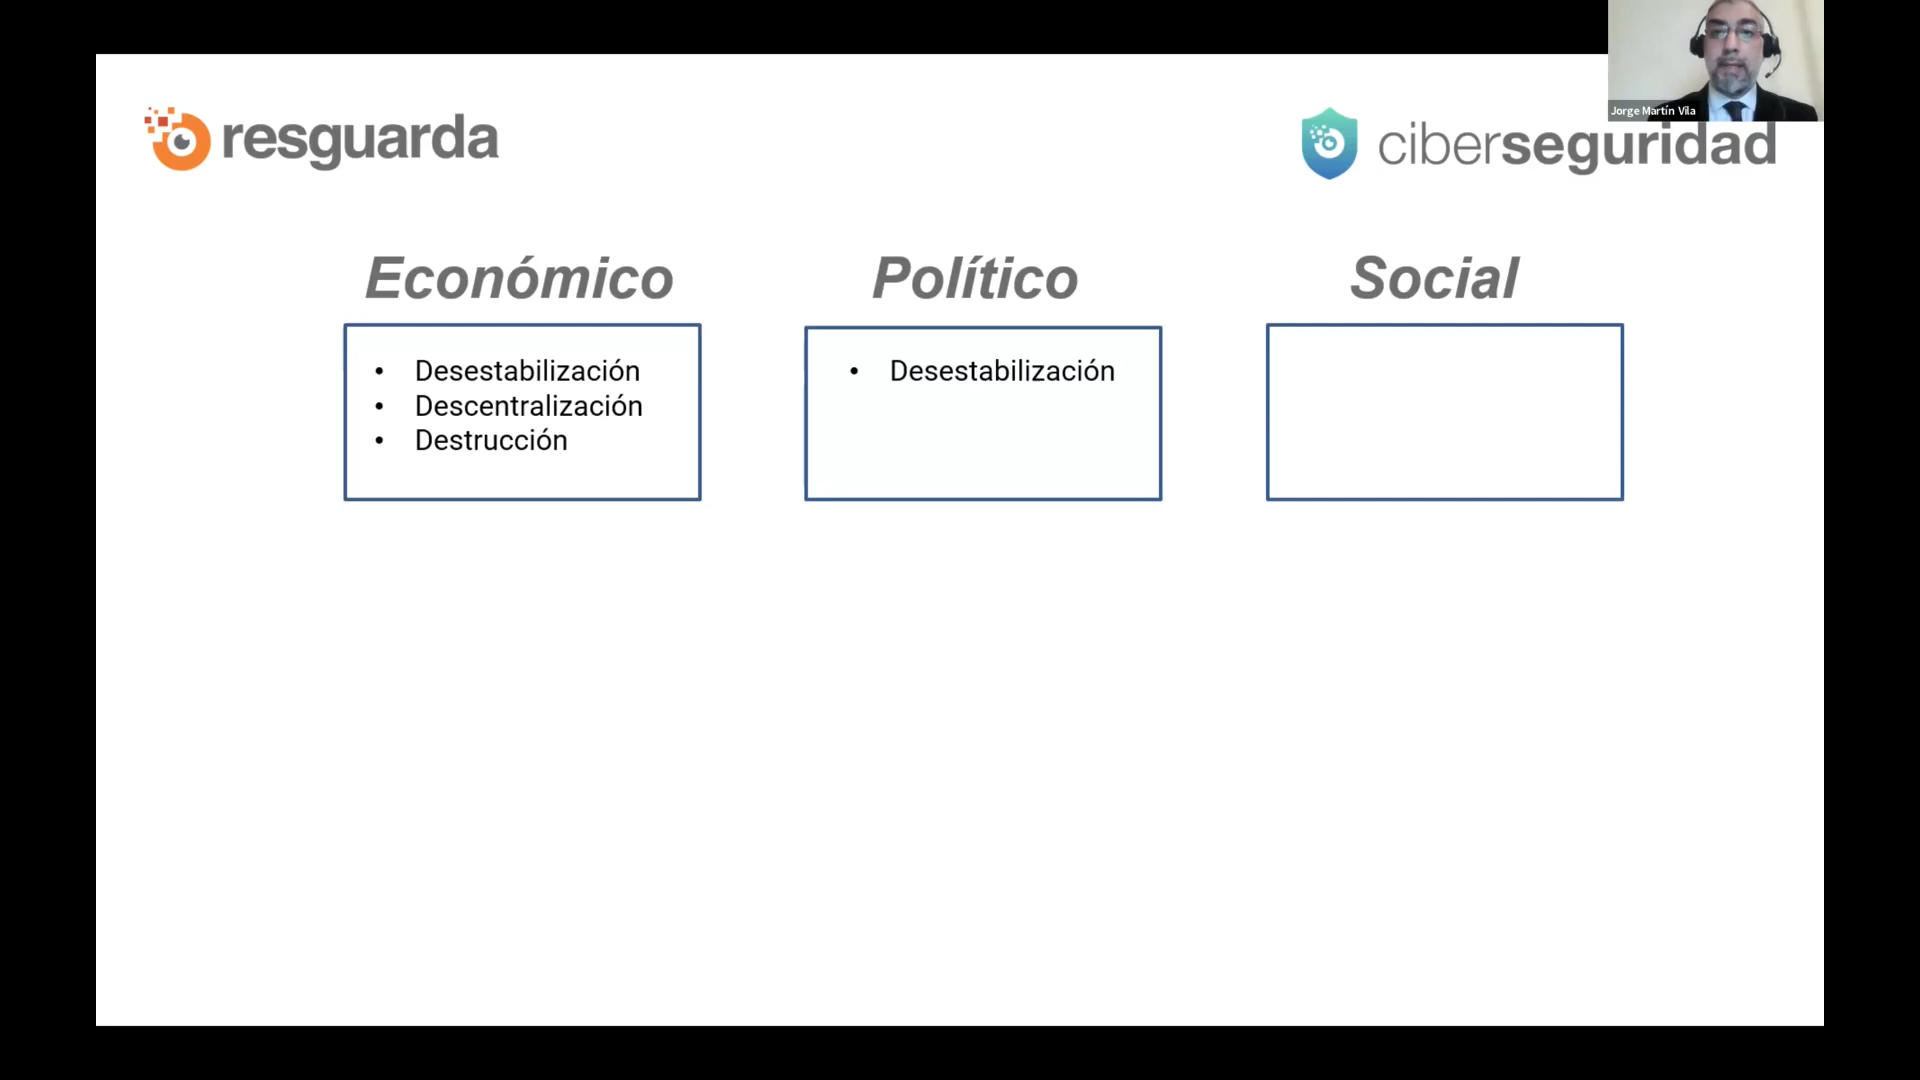 Jorge Martín Vila
resguarda
ciberseguridad
Económico
Político
Social
• Desestabilización
• Descentralización
• Destrucción
• Desestabilización